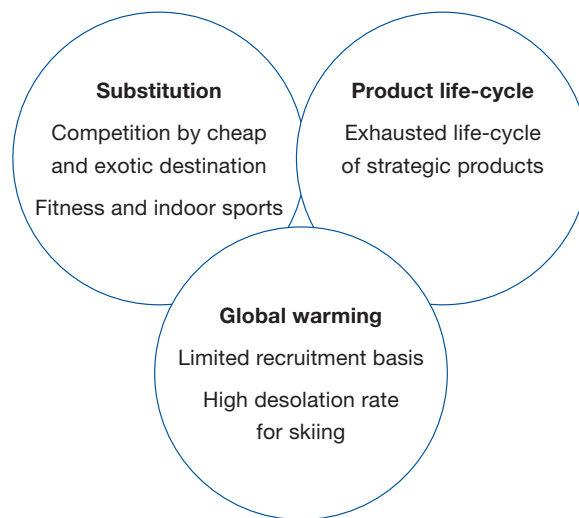 Substitution
Competition by cheap
and exotic destination
Fitness and indoor sports
Product life-cycle
Exhausted life-cycle
of strategic products
Global warming
Limited recruitment basis
High desolation rate
for skiing